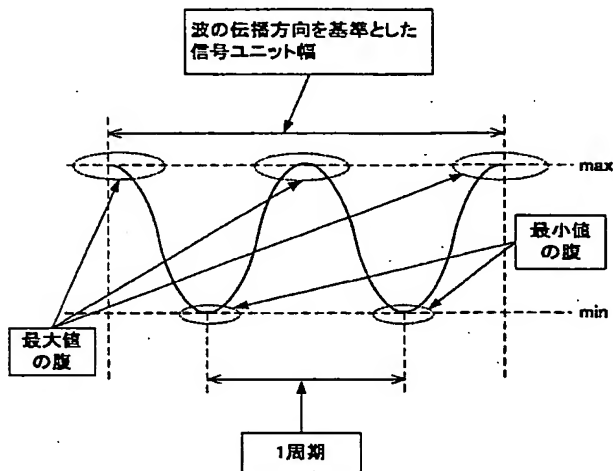 波の伝播方向を基準とした
信号ユニット幅
max
最小値
の腹
min
最大値
の腹
1周期